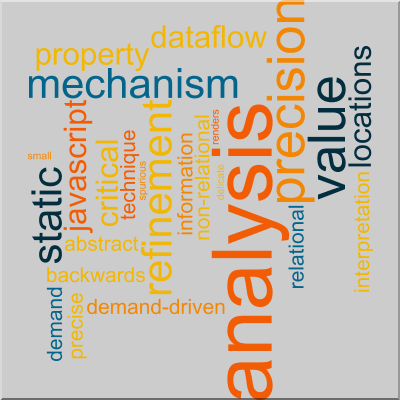 dataflow
property
mechanism
precision
value
locations
javascript
critical
technique
spurious
refinement
information
non-relational
renders
delicate
analysis
small
static
abstract
backwards
demand
precise
demand-driven
relational
interpretation